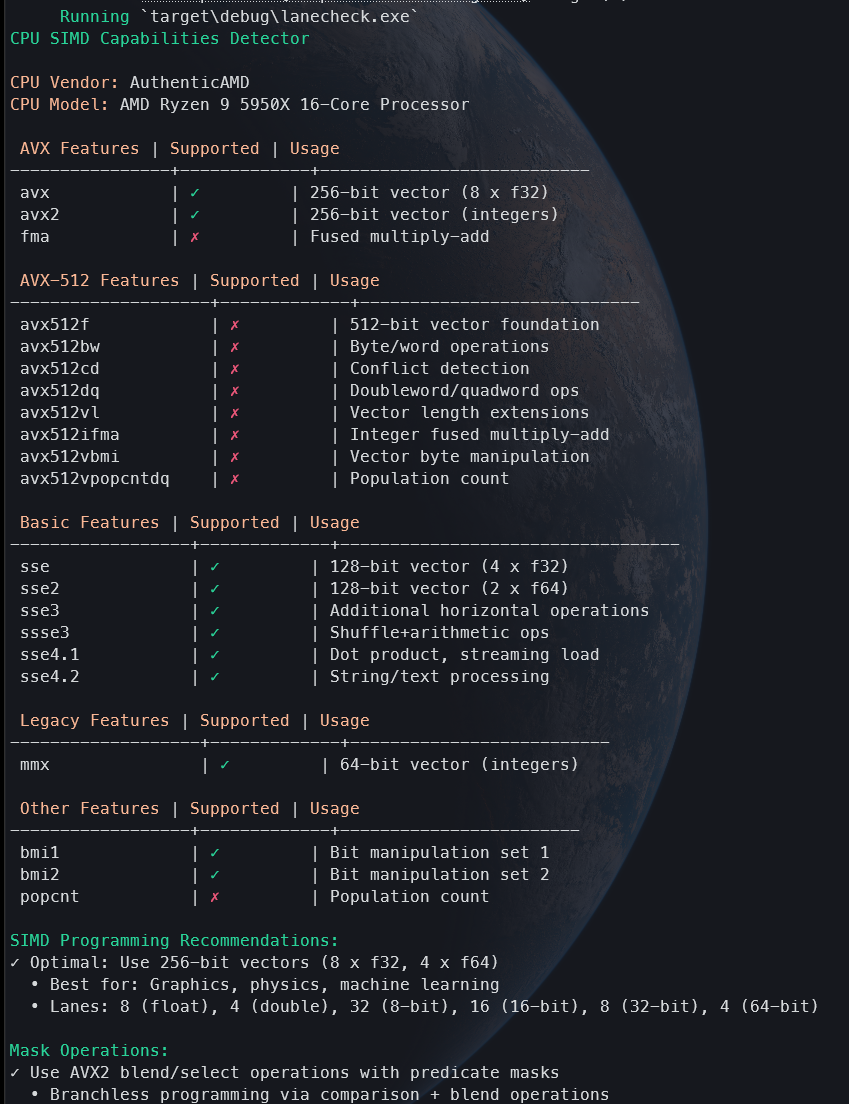 Running `target\debug\lanecheck.exe`
CPU SIMD Capabilities Detector
CPU Vendor: AuthenticAMD
CPU Model: AMD Ryzen 9 5950X 16-Core Processor
AVX Features | Supported | Usage
-----------------+-------------+---------------------------
avx | ✓ | 256-bit vector (8 x f32)
avx2 | ✓ | 256-bit vector (integers)
fma | ✗ | Fused multiply-add
AVX-512 Features | Supported | Usage
---------------------+-------------+----------------------------
avx512f | ✗ | 512-bit vector foundation
avx512bw | ✗ | Byte/word operations
avx512cd | ✗ | Conflict detection
avx512dq | ✗ | Doubleword/quadword ops
avx512vl | ✗ | Vector length extensions
avx512ifma | ✗ | Integer fused multiply-add
avx512vbmi | ✗ | Vector byte manipulation
avx512vpopcntdq | ✗ | Population count
Basic Features | Supported | Usage
-------------------+-------------+----------------------------------
sse | ✓ | 128-bit vector (4 x f32)
sse2 | ✓ | 128-bit vector (2 x f64)
sse3 | ✓ | Additional horizontal operations
ssse3 | ✓ | Shuffle+arithmetic ops
sse4.1 | ✓ | Dot product, streaming load
sse4.2 | ✓ | String/text processing
Legacy Features | Supported | Usage
--------------------+-------------+--------------------------
mmx | ✓ | 64-bit vector (integers)
Other Features | Supported | Usage
-------------------+-------------+------------------------
bmi1 | ✓ | Bit manipulation set 1
bmi2 | ✓ | Bit manipulation set 2
popcnt | ✗ | Population count
SIMD Programming Recommendations:
✓ Optimal: Use 256-bit vectors (8 x f32, 4 x f64)
• Best for: Graphics, physics, machine learning
• Lanes: 8 (float), 4 (double), 32 (8-bit), 16 (16-bit), 8 (32-bit), 4 (64-bit)
Mask Operations:
✓ Use AVX2 blend/select operations with predicate masks
• Branchless programming via comparison + blend operations